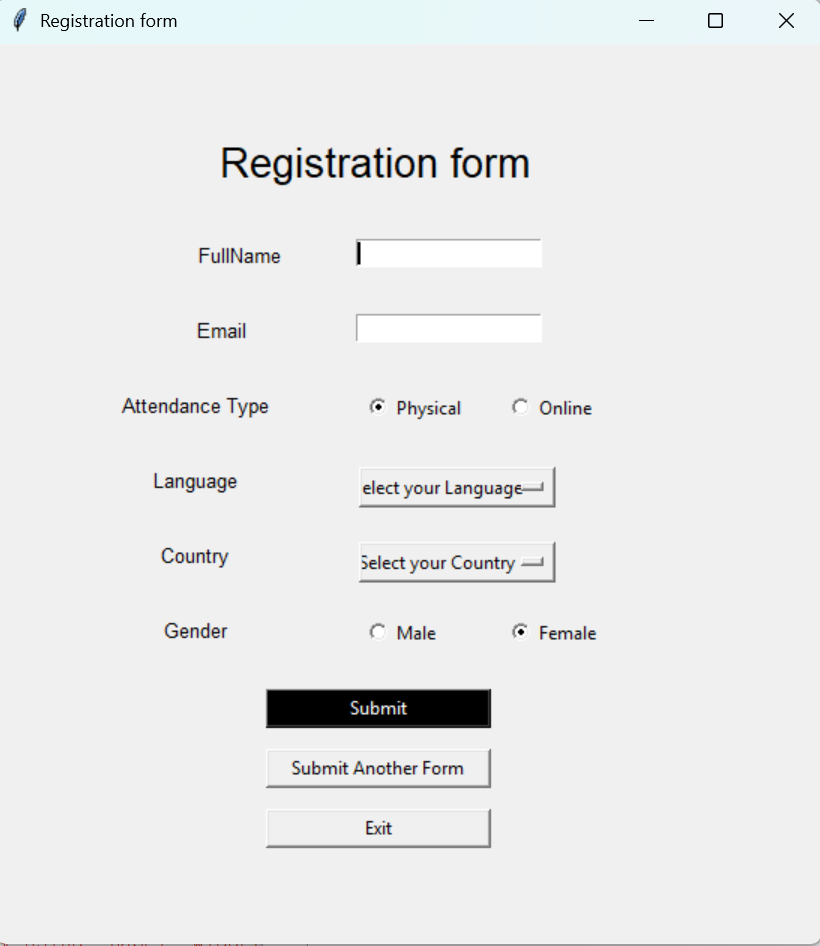 Registration form
Registration form
FullName
Email
Attendance Type Physical Online
Language elect your Language
Country Select your Country
Gender Male Female
Submit
Submit Another Form
Exit